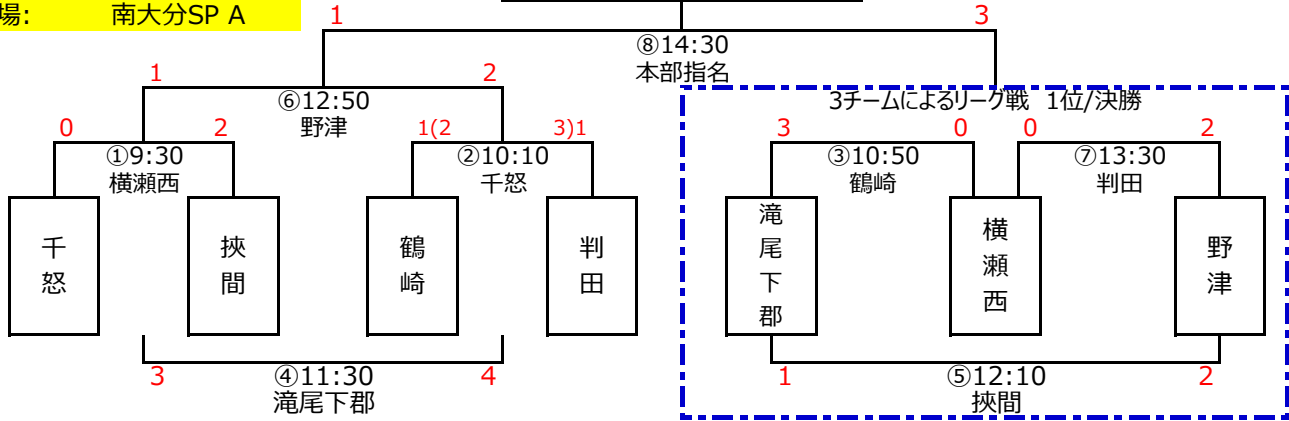 場: 南大分SP A
1 3
⑧14:30
本部指名
1 2
⑥12:50
野津
3チームによるリーグ戦 1位/決勝
0 2 1(2 3)1 3 0 0 2
①9:30 ②10:10 ③10:50 ⑦13:30
横瀬西 千怒 鶴崎 判田
千怒 挾間 鶴崎 判田 滝尾下郡 横瀬西 野津
3 ④11:30 4 1 ⑤12:10 2
滝尾下郡 挾間